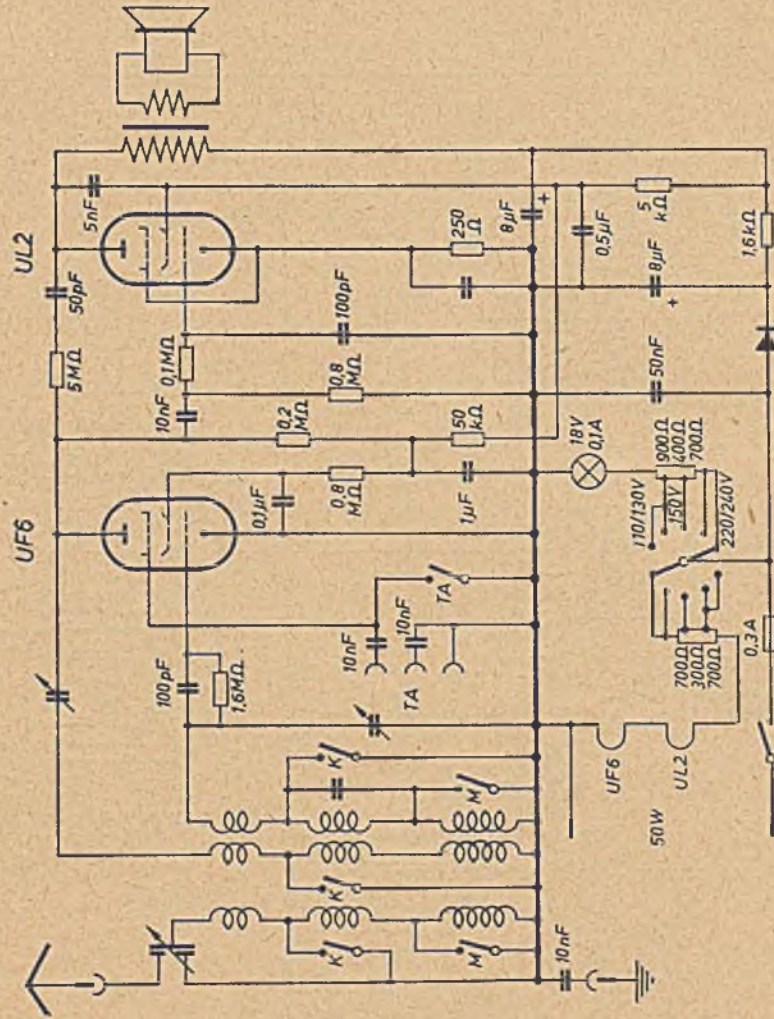 UF6
UL2
5MΩ
50pF
5nF
100pF
1,6MΩ
10nF
0,1MΩ
0,1µF
0,2
MΩ
0,8
MΩ
0,8
MΩ
100pF
K
K
K
M
M
TA
10nF
10nF
TA
1µF
50
kΩ
250
Ω
8µF
+
10nF
UF6
UL2
50W
18V
0,1A
50nF
0,5µF
8µF
+
5
kΩ
1,6kΩ
110/130V
150V
220/240V
900Ω
400Ω
700Ω
700Ω
300Ω
700Ω
0,3A